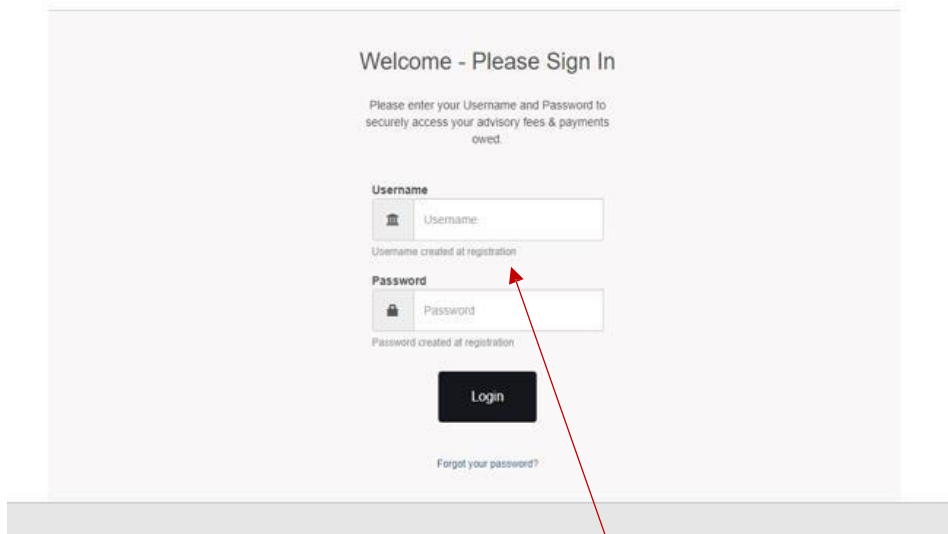 Welcome - Please Sign In
Please enter your Username and Password to
securely access your advisory fees & payments
owed.
Username
Username
Username created at registration
Password
Password
Password created at registration
Login
Forgot your password?